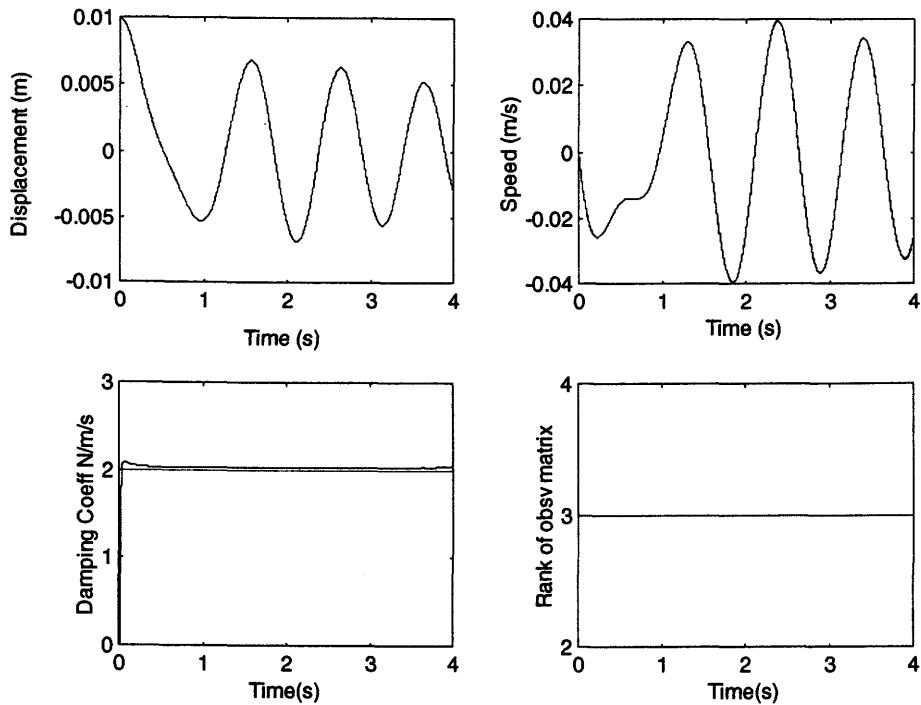 0.01
0.005
0
-0.005
-0.01
Displacement (m)
0 1 2 3 4
Time (s)
0.04
0.02
0
-0.02
-0.04
Speed (m/s)
0 1 2 3 4
Time (s)
3
2
1
0
Damping Coeff N/m/s
0 1 2 3 4
Time(s)
4
3
2
Rank of obsv matrix
0 1 2 3 4
Time(s)